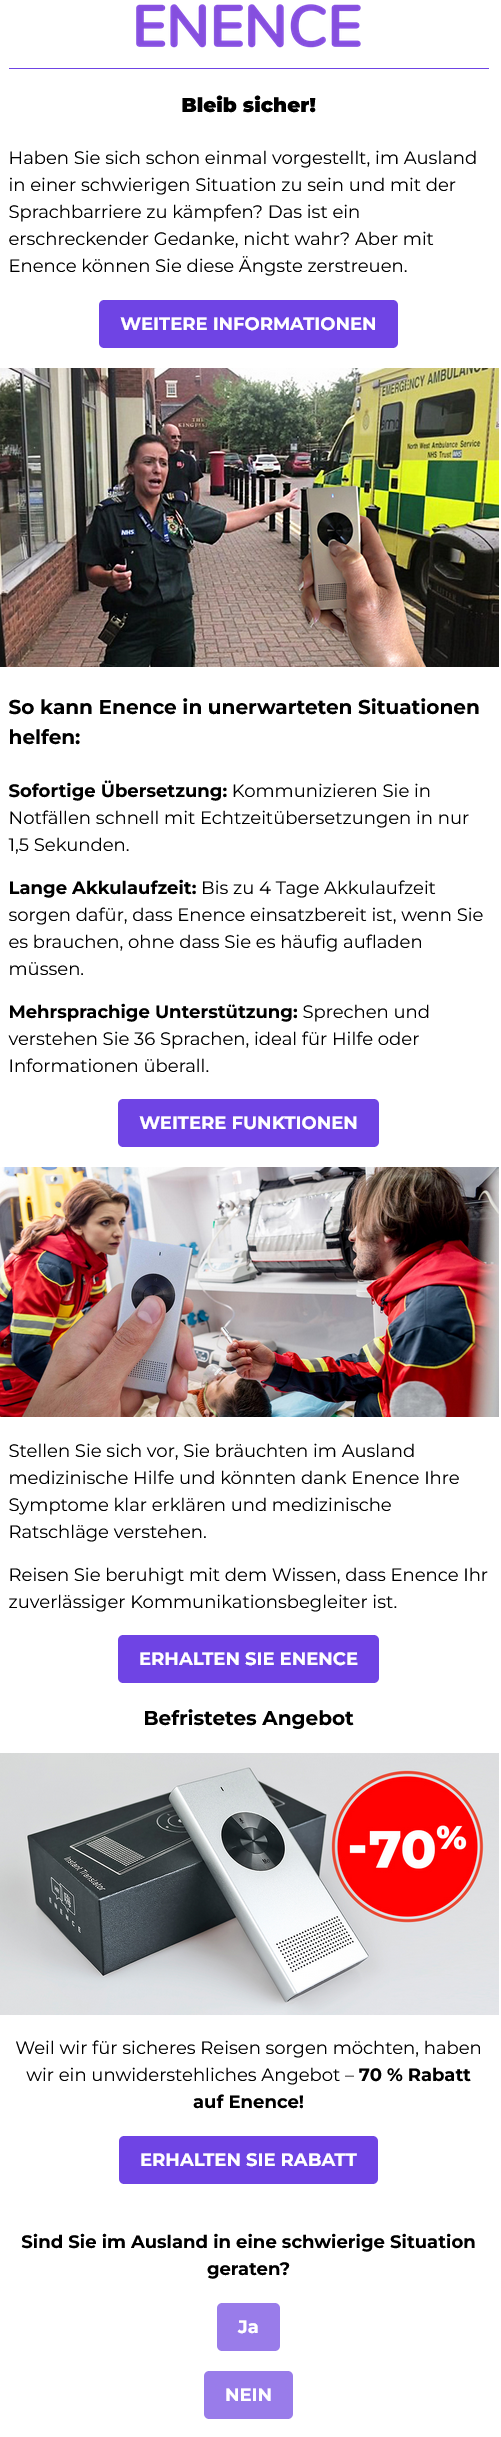 ENENCE
Bleib sicher!
Haben Sie sich schon einmal vorgestellt, im Ausland
in einer schwierigen Situation zu sein und mit der
Sprachbarriere zu kämpfen? Das ist ein
erschreckender Gedanke, nicht wahr? Aber mit
Enence können Sie diese Ängste zerstreuen.
WEITERE INFORMATIONEN
EMERGENCY AMBULANCE
North West Ambulance Service
NHS Trust NHS
NHS
So kann Enence in unerwarteten Situationen
helfen:
Sofortige Übersetzung: Kommunizieren Sie in
Notfällen schnell mit Echtzeitübersetzungen in nur
1,5 Sekunden.
Lange Akkulaufzeit: Bis zu 4 Tage Akkulaufzeit
sorgen dafür, dass Enence einsatzbereit ist, wenn Sie
es brauchen, ohne dass Sie es häufig aufladen
müssen.
Mehrsprachige Unterstützung: Sprechen und
verstehen Sie 36 Sprachen, ideal für Hilfe oder
Informationen überall.
WEITERE FUNKTIONEN
Stellen Sie sich vor, Sie bräuchten im Ausland
medizinische Hilfe und könnten dank Enence Ihre
Symptome klar erklären und medizinische
Ratschläge verstehen.
Reisen Sie beruhigt mit dem Wissen, dass Enence Ihr
zuverlässiger Kommunikationsbegleiter ist.
ERHALTEN SIE ENENCE
Befristetes Angebot
-70%
Instant Translator
ENENCE
Weil wir für sicheres Reisen sorgen möchten, haben
wir ein unwiderstehliches Angebot – 70 % Rabatt
auf Enence!
ERHALTEN SIE RABATT
Sind Sie im Ausland in eine schwierige Situation
geraten?
Ja
NEIN